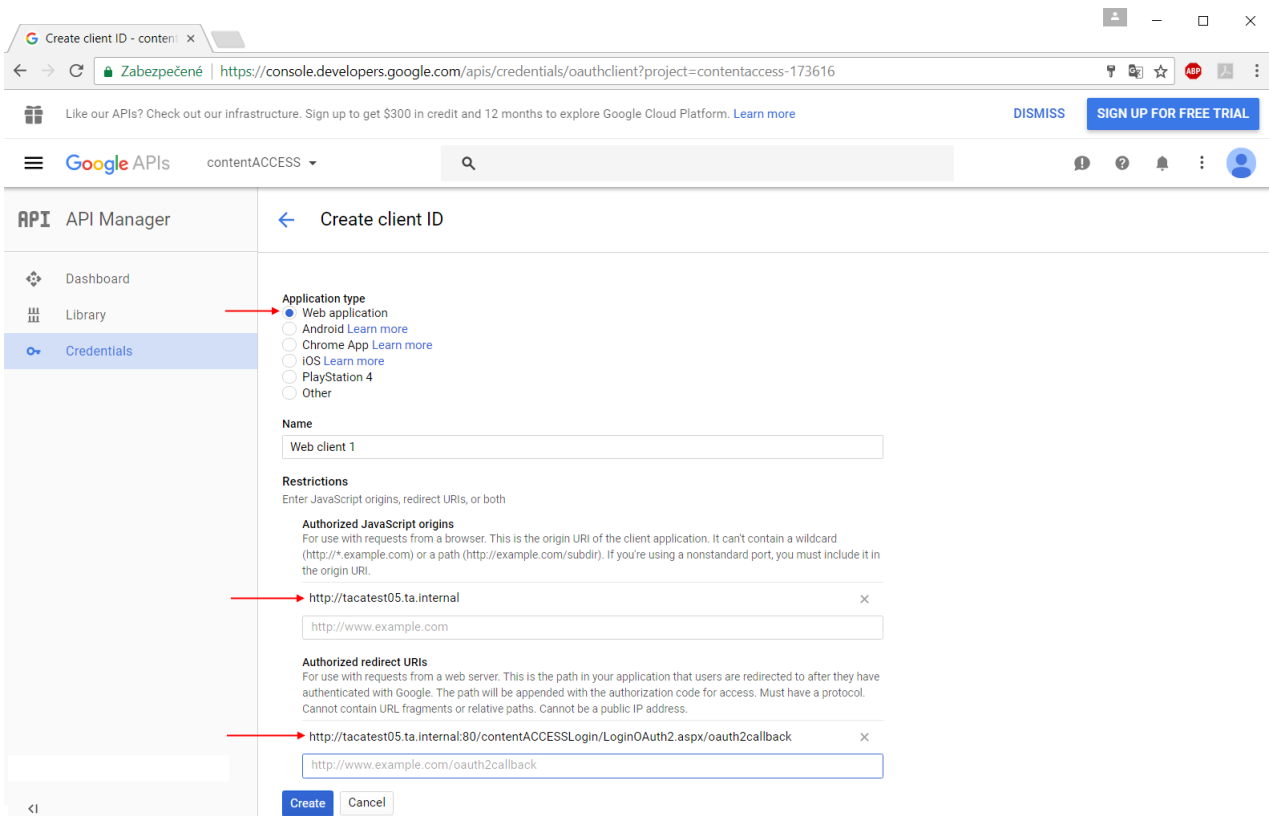 Create client ID - content
Zabezpečené | https://console.developers.google.com/apis/credentials/oauthclient?project=contentaccess-173616
ABP
Like our APIs? Check out our infrastructure. Sign up to get $300 in credit and 12 months to explore Google Cloud Platform. Learn more
DISMISS
SIGN UP FOR FREE TRIAL
Google APIs
contentACCESS
API API Manager
Create client ID
Dashboard
Library
Credentials
Application type
Web application
Android Learn more
Chrome App Learn more
iOS Learn more
PlayStation 4
Other
Name
Web client 1
Restrictions
Enter JavaScript origins, redirect URIs, or both
Authorized JavaScript origins
For use with requests from a browser. This is the origin URI of the client application. It can't contain a wildcard
(http://*.example.com) or a path (http://example.com/subdir). If you're using a nonstandard port, you must include it in
the origin URI.
http://tacatest05.ta.internal
http://www.example.com
Authorized redirect URIs
For use with requests from a web server. This is the path in your application that users are redirected to after they have
authenticated with Google. The path will be appended with the authorization code for access. Must have a protocol.
Cannot contain URL fragments or relative paths. Cannot be a public IP address.
http://tacatest05.ta.internal:80/contentACCESSLogin/LoginOAuth2.aspx/oauth2callback
http://www.example.com/oauth2callback
Create
Cancel